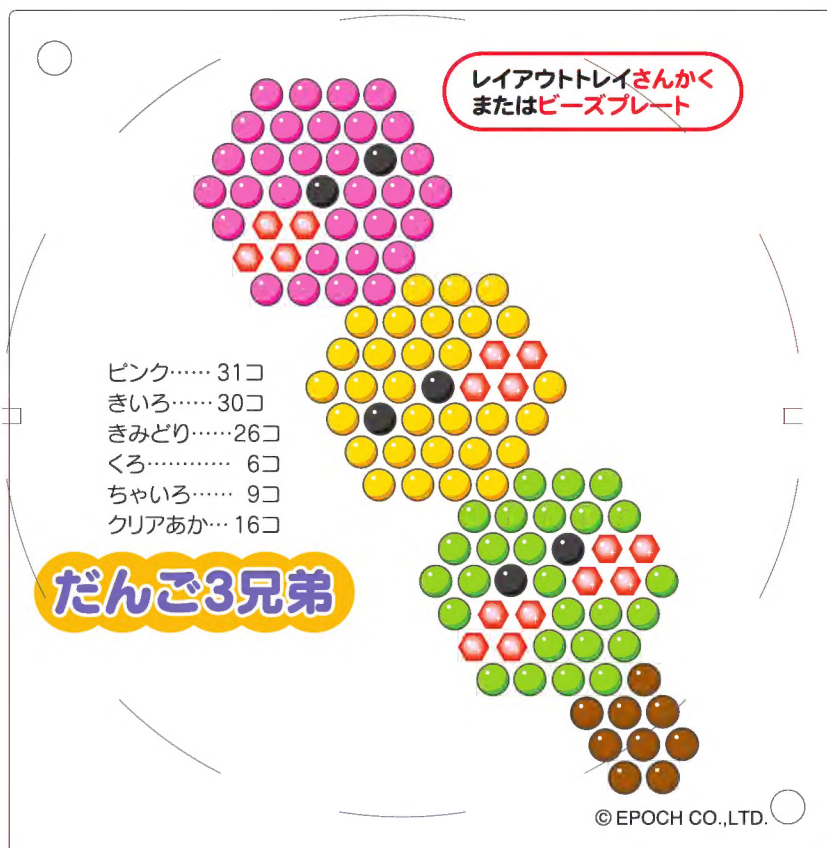 レイアウトトレイさんかく
またはビーズプレート
ピンク…… 31コ
きいろ…… 30コ
きみどり……26コ
くろ………… 6コ
ちゃいろ…… 9コ
クリアあか… 16コ
だんご3兄弟
© EPOCH CO.,LTD.